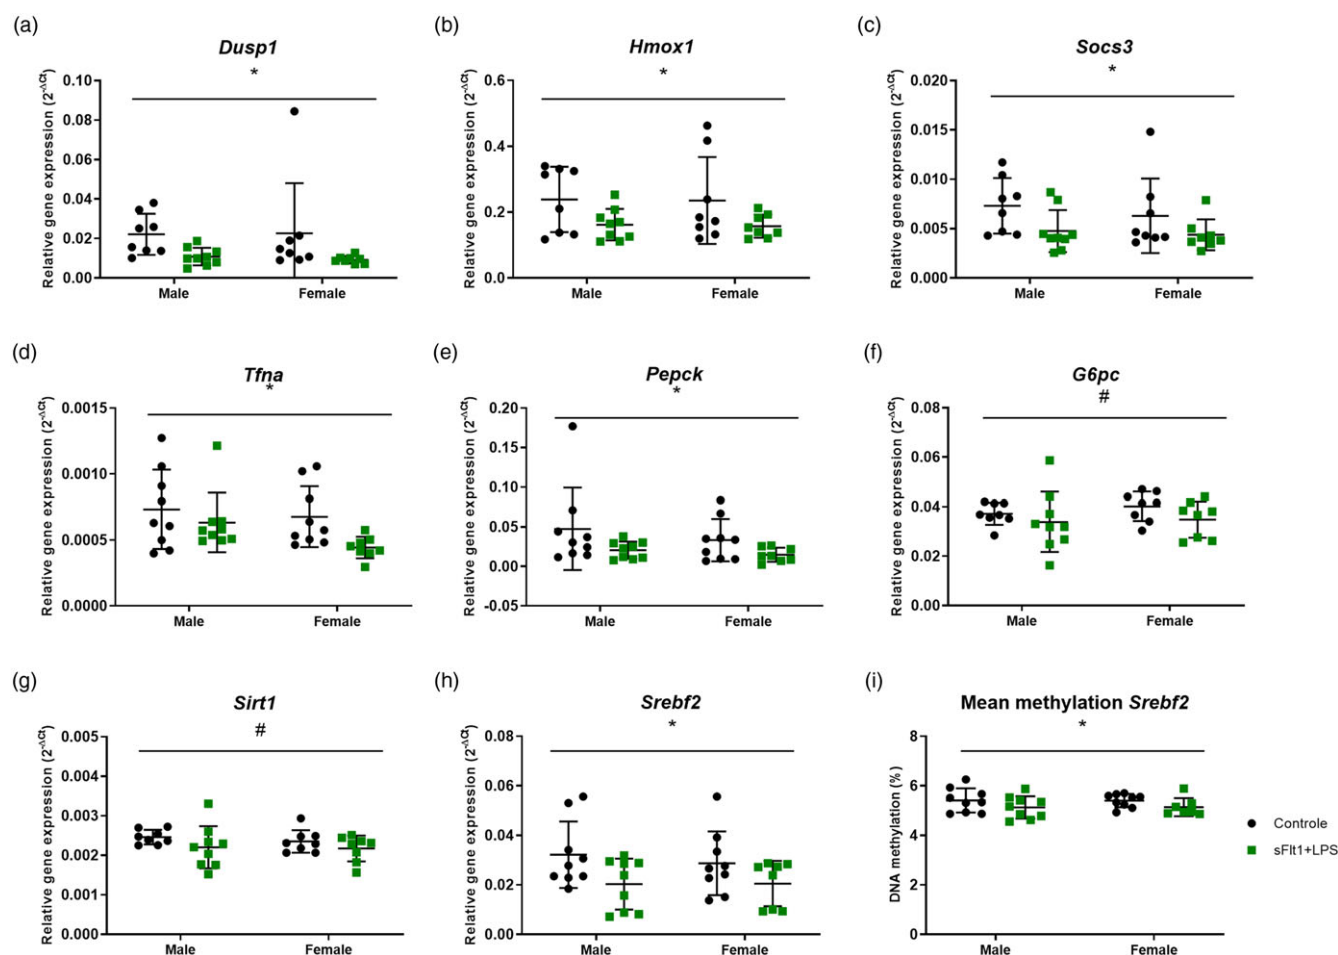 (a)
Dusp1
*
Relative gene expression (2-ΔCt)
0.10
0.08
0.06
0.04
0.02
0.00
Male
Female
(b)
Hmox1
*
Relative gene expression (2-ΔCt)
0.6
0.4
0.2
0.0
Male
Female
(c)
Socs3
*
Relative gene expression (2-ΔCt)
0.020
0.015
0.010
0.005
0.000
Male
Female
(d)
Tfna
*
Relative gene expression (2-ΔCt)
0.0015
0.0010
0.0005
0.0000
Male
Female
(e)
Pepck
*
Relative gene expression (2-ΔCt)
0.20
0.15
0.10
0.05
0.00
-0.05
Male
Female
(f)
G6pc
#
Relative gene expression (2-ΔCt)
0.08
0.06
0.04
0.02
0.00
Male
Female
(g)
Sirt1
#
Relative gene expression (2-ΔCt)
0.005
0.004
0.003
0.002
0.001
0.000
Male
Female
(h)
Srebf2
*
Relative gene expression (2-ΔCt)
0.08
0.06
0.04
0.02
0.00
Male
Female
(i)
Mean methylation Srebf2
*
DNA methylation (%)
8
6
4
2
0
Male
Female
Controle
sFlt1+LPS